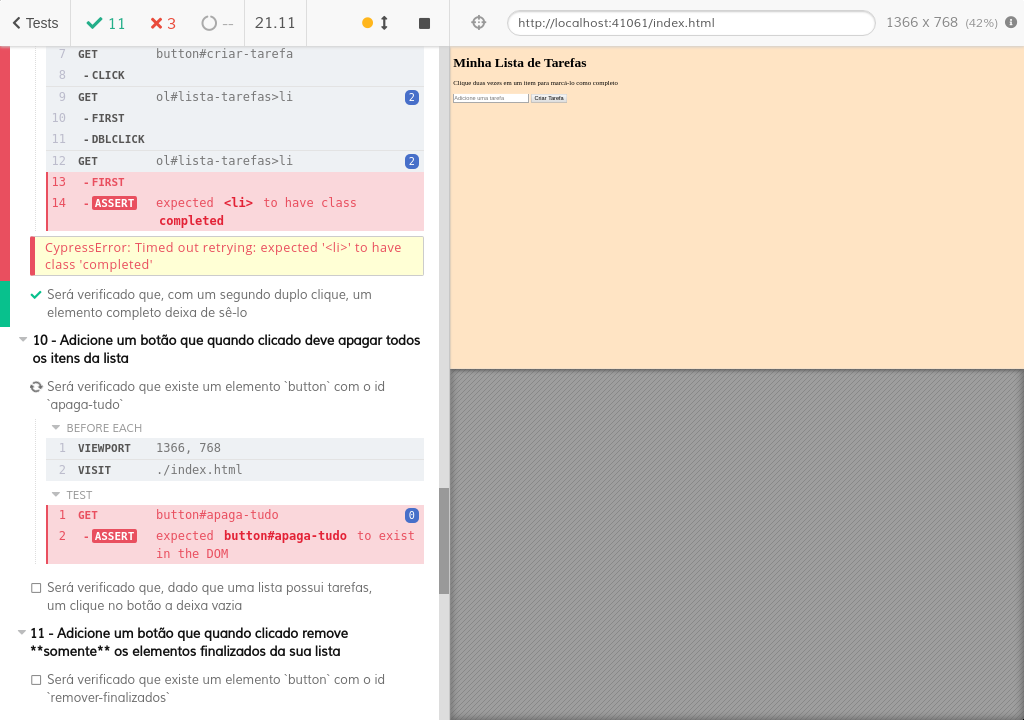 Tests 11 3 -- 21.11
http://localhost:41061/index.html 1366 x 768 (42%)
7 GET button#criar-tarefa
8 -CLICK
9 GET ol#lista-tarefas>li 2
10 -FIRST
11 -DBLCLICK
12 GET ol#lista-tarefas>li 2
13 -FIRST
14 -ASSERT expected <li> to have class
completed
CypressError: Timed out retrying: expected '<li>' to have
class 'completed'
Será verificado que, com um segundo duplo clique, um
elemento completo deixa de sê-lo
10 - Adicione um botão que quando clicado deve apagar todos
os itens da lista
Será verificado que existe um elemento `button` com o id
`apaga-tudo`
BEFORE EACH
1 VIEWPORT 1366, 768
2 VISIT ./index.html
TEST
1 GET button#apaga-tudo 0
2 -ASSERT expected button#apaga-tudo to exist
in the DOM
Será verificado que, dado que uma lista possui tarefas,
um clique no botão a deixa vazia
11 - Adicione um botão que quando clicado remove
**somente** os elementos finalizados da sua lista
Será verificado que existe um elemento `button` com o id
`remover-finalizados`
Minha Lista de Tarefas
Clique duas vezes em um item para marcá-lo como completo
Adicione uma tarefa Criar Tarefa